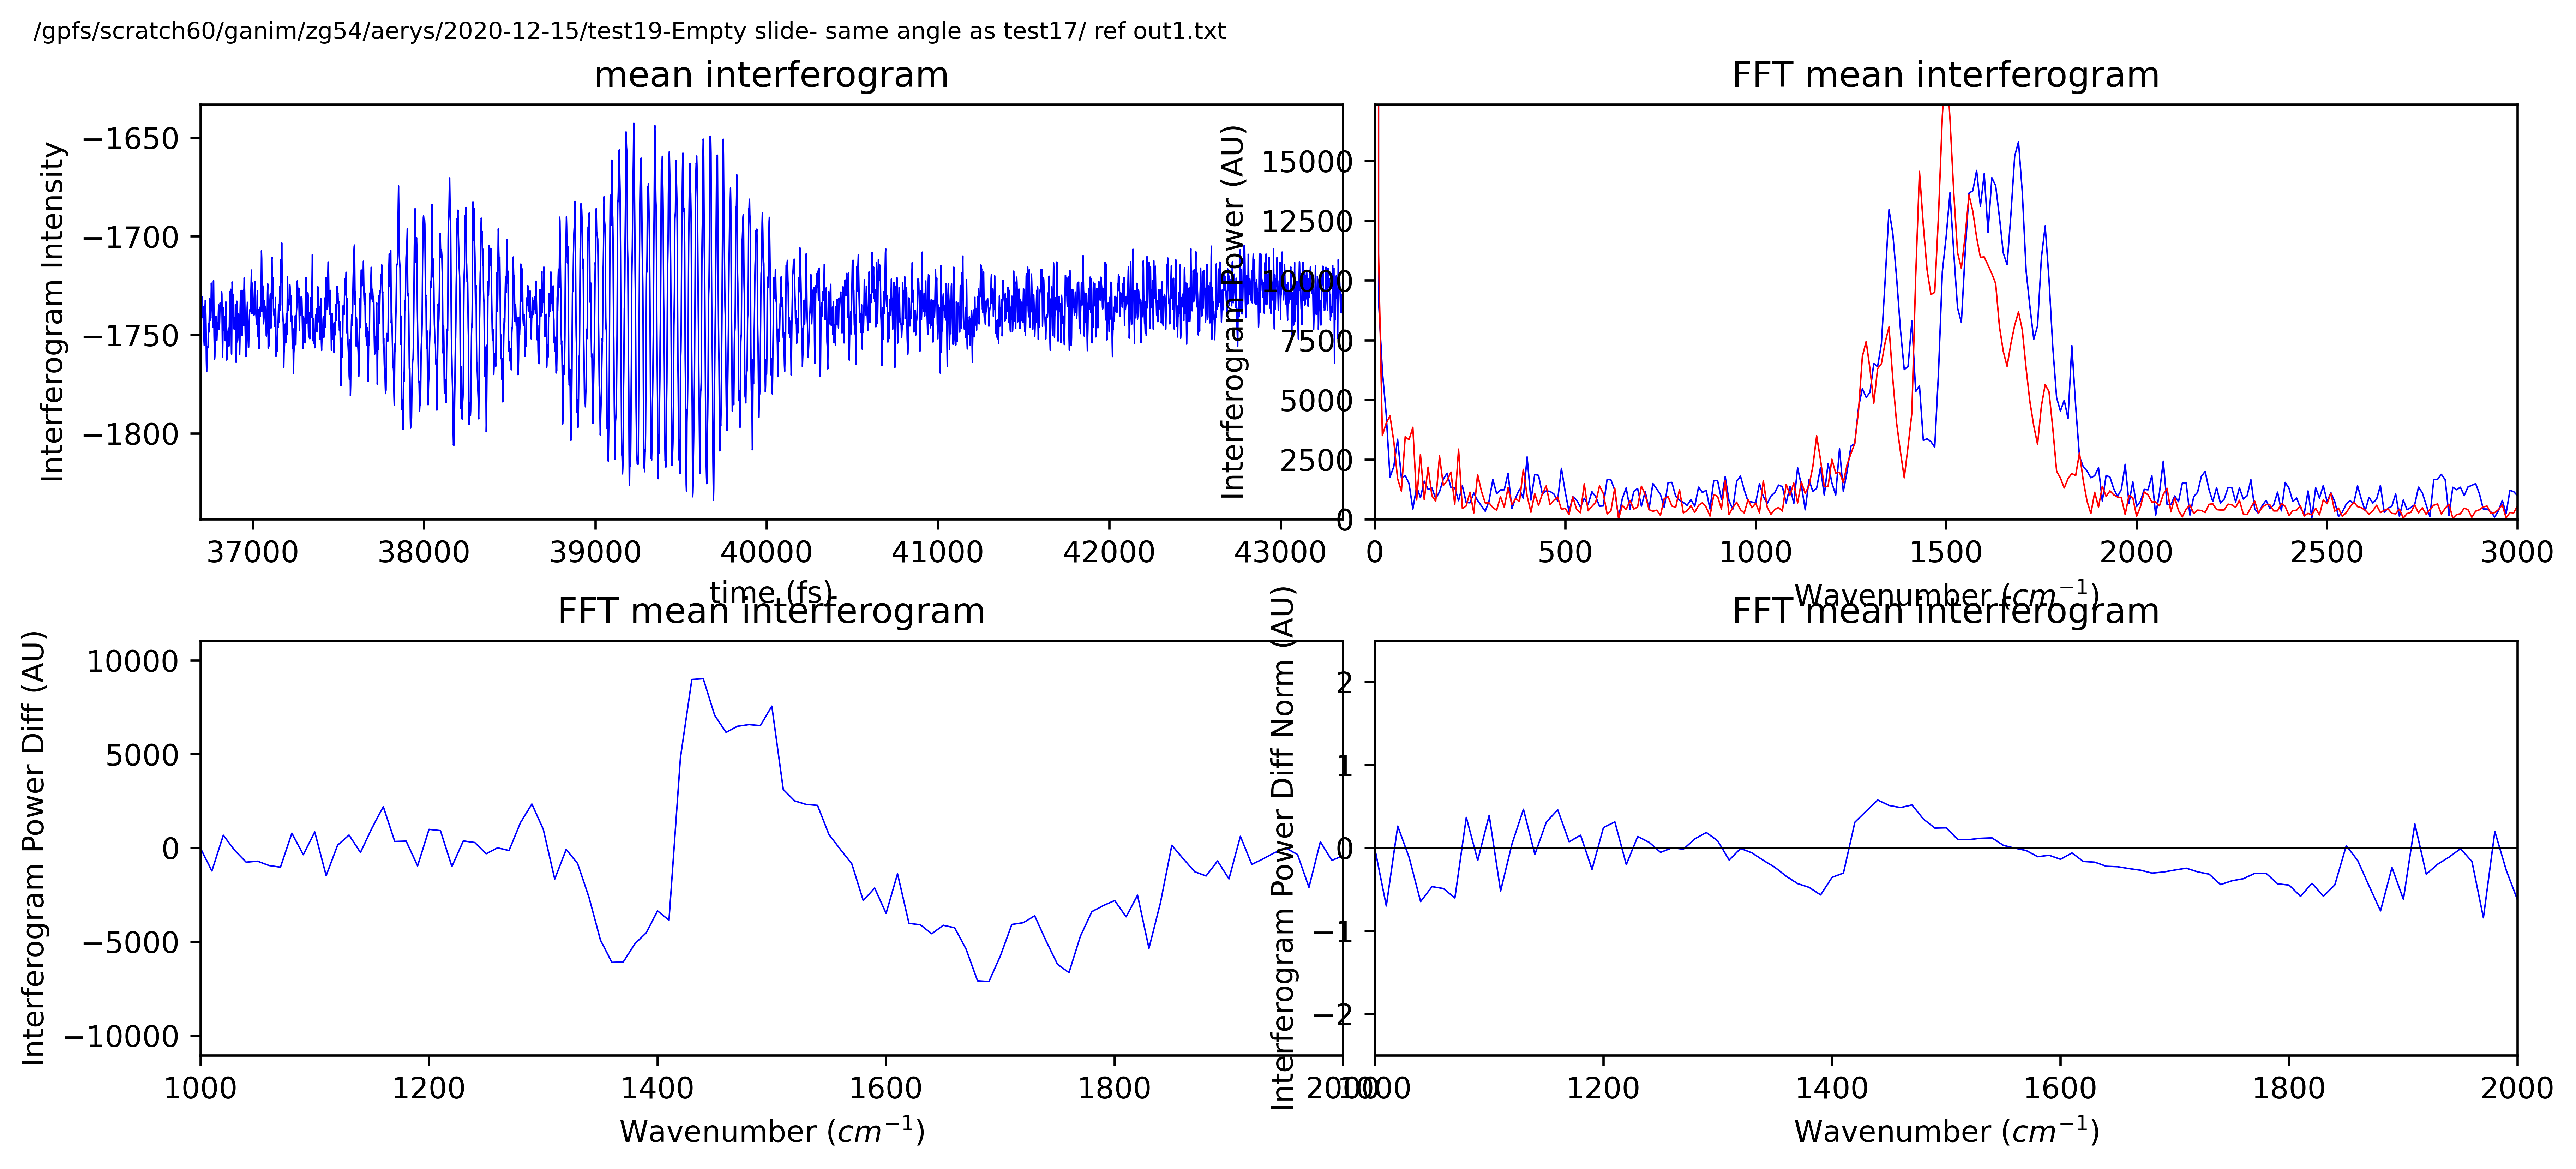 /gpfs/scratch60/ganim/zg54/aerys/2020-12-15/test19-Empty slide- same angle as test17/ ref out1.txt
mean interferogram
Interferogram Intensity
−1650
−1700
−1750
−1800
37000 38000 39000 40000 41000 42000 43000
time (fs)
FFT mean interferogram
Interferogram Power (AU)
15000
12500
10000
7500
5000
2500
0
0 500 1000 1500 2000 2500 3000
Wavenumber (cm⁻¹)
FFT mean interferogram
Interferogram Power Diff (AU)
10000
5000
0
−5000
−10000
1000 1200 1400 1600 1800 2000
Wavenumber (cm⁻¹)
FFT mean interferogram
Interferogram Power Diff Norm (AU)
2
1
0
−1
−2
1000 1200 1400 1600 1800 2000
Wavenumber (cm⁻¹)